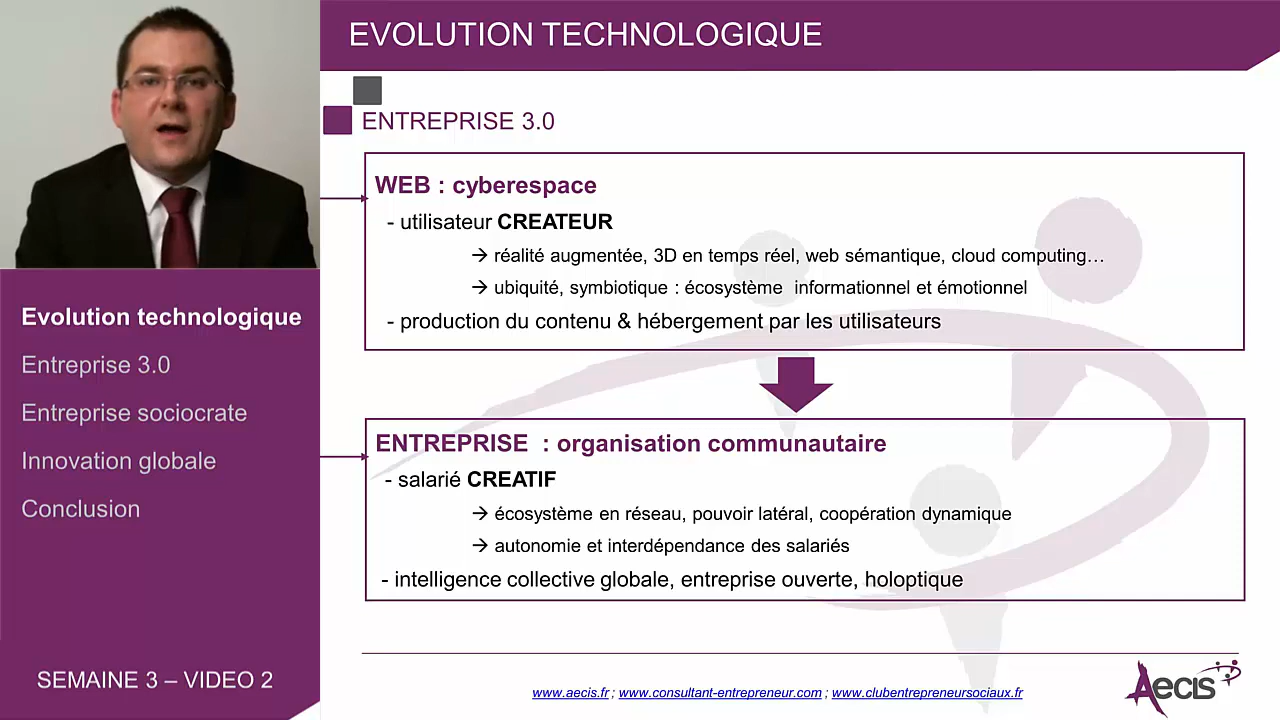 EVOLUTION TECHNOLOGIQUE
ENTREPRISE 3.0
WEB : cyberespace
- utilisateur CREATEUR
→ réalité augmentée, 3D en temps réel, web sémantique, cloud computing…
→ ubiquité, symbiotique : écosystème informationnel et émotionnel
- production du contenu & hébergement par les utilisateurs
ENTREPRISE : organisation communautaire
- salarié CREATIF
→ écosystème en réseau, pouvoir latéral, coopération dynamique
→ autonomie et interdépendance des salariés
- intelligence collective globale, entreprise ouverte, holoptique
Evolution technologique
Entreprise 3.0
Entreprise sociocrate
Innovation globale
Conclusion
SEMAINE 3 – VIDEO 2
www.aecis.fr ; www.consultant-entrepreneur.com ; www.clubentrepreneursociaux.fr
Aecis